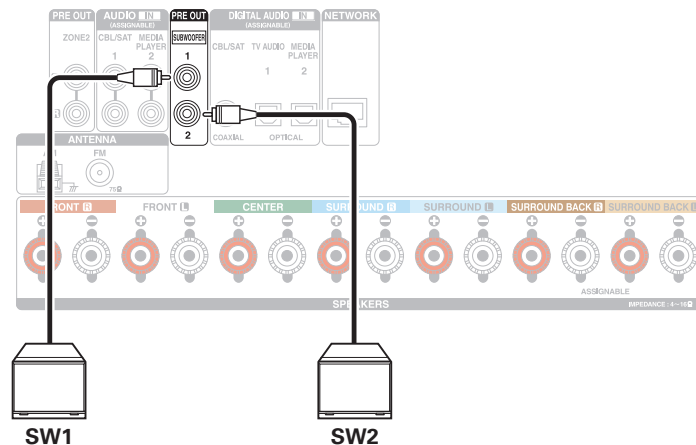 PRE OUT AUDIO IN PRE OUT DIGITAL AUDIO IN NETWORK
(ASSIGNABLE) (ASSIGNABLE)
ZONE2 CBL/SAT MEDIA PLAYER SUBWOOFER CBL/SAT TV AUDIO MEDIA PLAYER
1 2 1 1 2
R
2 COAXIAL OPTICAL
ANTENNA
FM
75Ω
FRONT R FRONT L CENTER SURROUND R SURROUND L SURROUND BACK R SURROUND BACK L
+ − + − + − + − + − + − + −
ASSIGNABLE
SPEAKERS IMPEDANCE : 4~16Ω
SW1 SW2